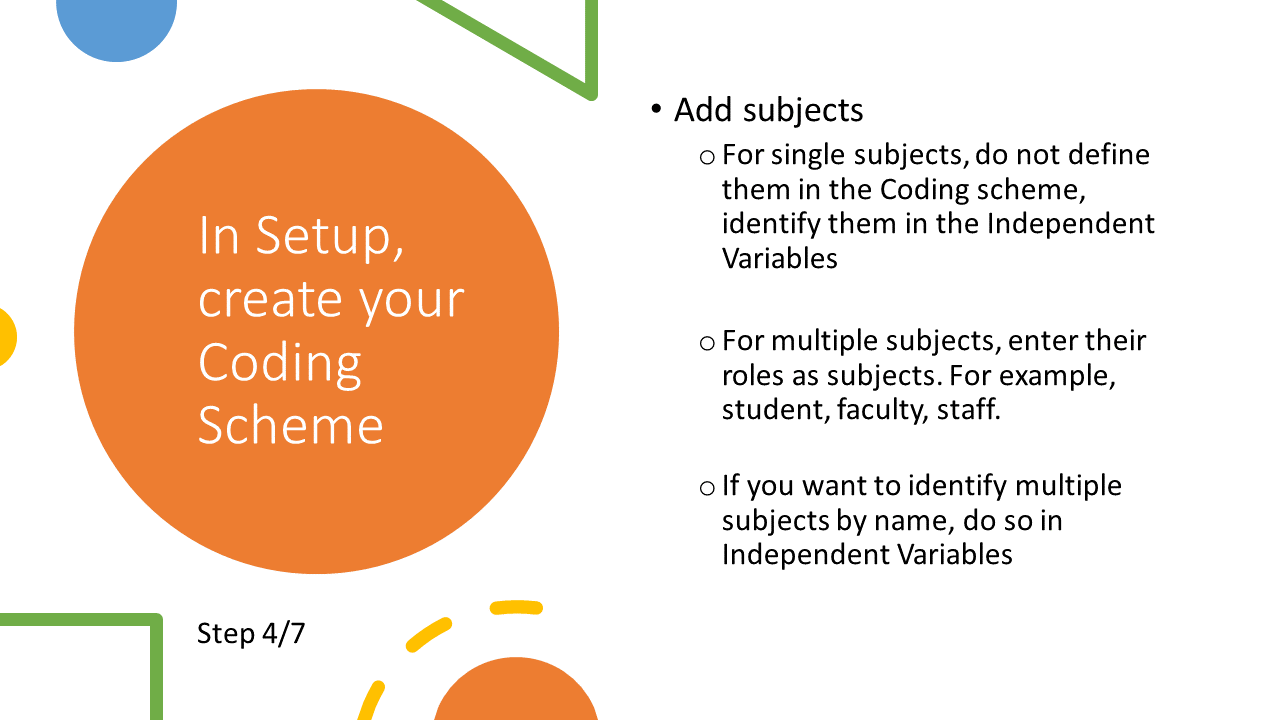 In Setup,
create your
Coding
Scheme
Step 4/7
• Add subjects
o For single subjects, do not define
them in the Coding scheme,
identify them in the Independent
Variables
o For multiple subjects, enter their
roles as subjects. For example,
student, faculty, staff.
o If you want to identify multiple
subjects by name, do so in
Independent Variables